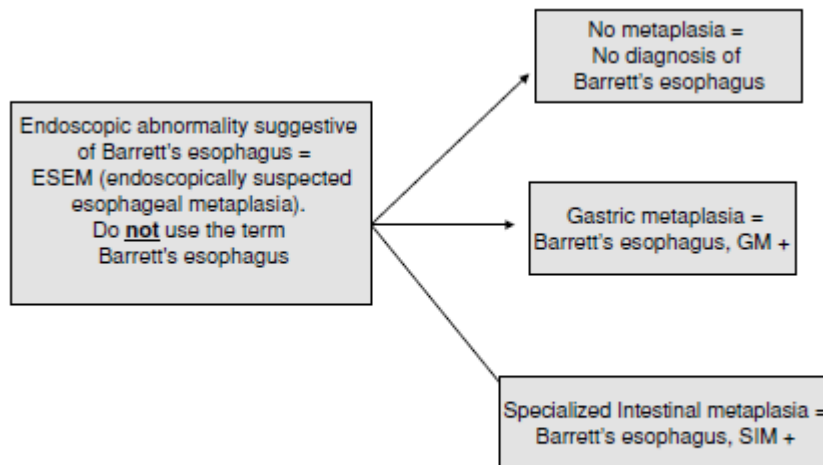 Endoscopic abnormality suggestive
of Barrett's esophagus =
ESEM (endoscopically suspected
esophageal metaplasia).
Do not use the term
Barrett's esophagus
No metaplasia =
No diagnosis of
Barrett's esophagus
Gastric metaplasia =
Barrett's esophagus, GM +
Specialized Intestinal metaplasia =
Barrett's esophagus, SIM +